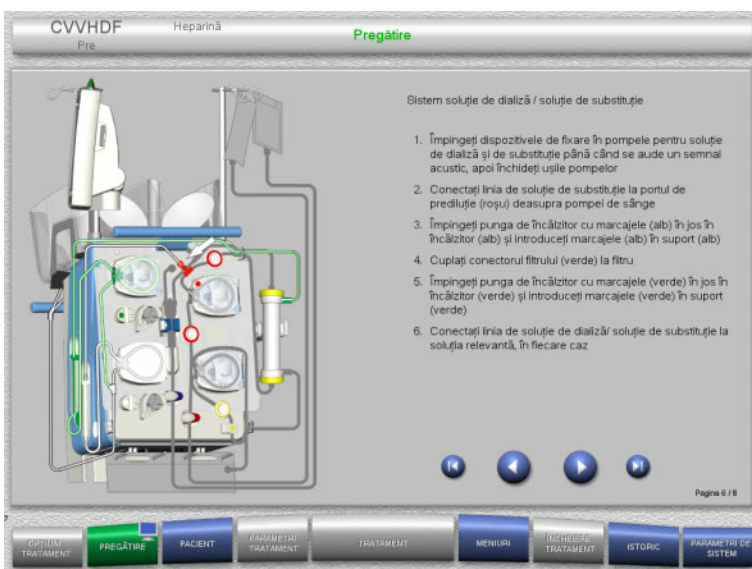 CVVHDF
Heparină
Pregătire
Pre
Sistem soluție de dializă / soluție de substituție
1. Împingeți dispozitivele de fixare în pompele pentru soluție
de dializă și de substituție până când se aude un semnal
acustic, apoi închideți ușile pompelor
2. Conectați linia de soluție de substituție la portul de
prediluție (roșu) deasupra pompei de sânge
3. Împingeți punga de încălzitor cu marcajele (alb) în jos în
încălzitor (alb) și introduceți marcajele (alb) în suport (alb)
4. Cuplați conectorul filtrului (verde) la filtru
5. Împingeți punga de încălzitor cu marcajele (verde) în jos în
încălzitor (verde) și introduceți marcajele (verde) în suport
(verde)
6. Conectați linia de soluție de dializă/ soluție de substituție la
soluția relevantă, în fiecare caz
Pagina 6 / 8
OPȚIUNI
TRATAMENT
PREGĂTIRE
PACIENT
PARAMETRI
TRATAMENT
TRATAMENT
MENIURI
ÎNCHEIERE
TRATAMENT
ISTORIC
PARAMETRI DE
SISTEM